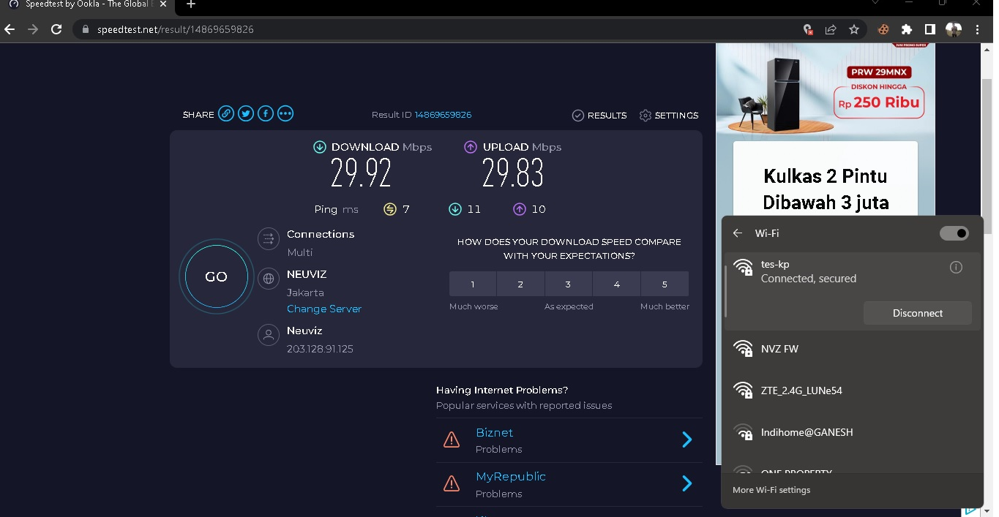 Speedtest by Ookla - The Global
speedtest.net/result/14869659826
JUNI PROMO SUPER
PRW 29MNX
DISKON HINGGA
Rp 250 Ribu
Kulkas 2 Pintu
Dibawah 3 juta
SHARE
Result ID 14869659826
RESULTS
SETTINGS
DOWNLOAD Mbps
29.92
UPLOAD Mbps
29.83
Ping ms
7
11
10
GO
Connections
Multi
NEUVIZ
Jakarta
Change Server
Neuviz
203.128.91.125
HOW DOES YOUR DOWNLOAD SPEED COMPARE
WITH YOUR EXPECTATIONS?
1 2 3 4 5
Much worse As expected Much better
Having Internet Problems?
Popular services with reported issues
Biznet
Problems
MyRepublic
Problems
Wi-Fi
tes-kp
Connected, secured
Disconnect
NVZ FW
ZTE_2.4G_LUNe54
Indihome@GANESH
ONE PROPERTY
More Wi-Fi settings